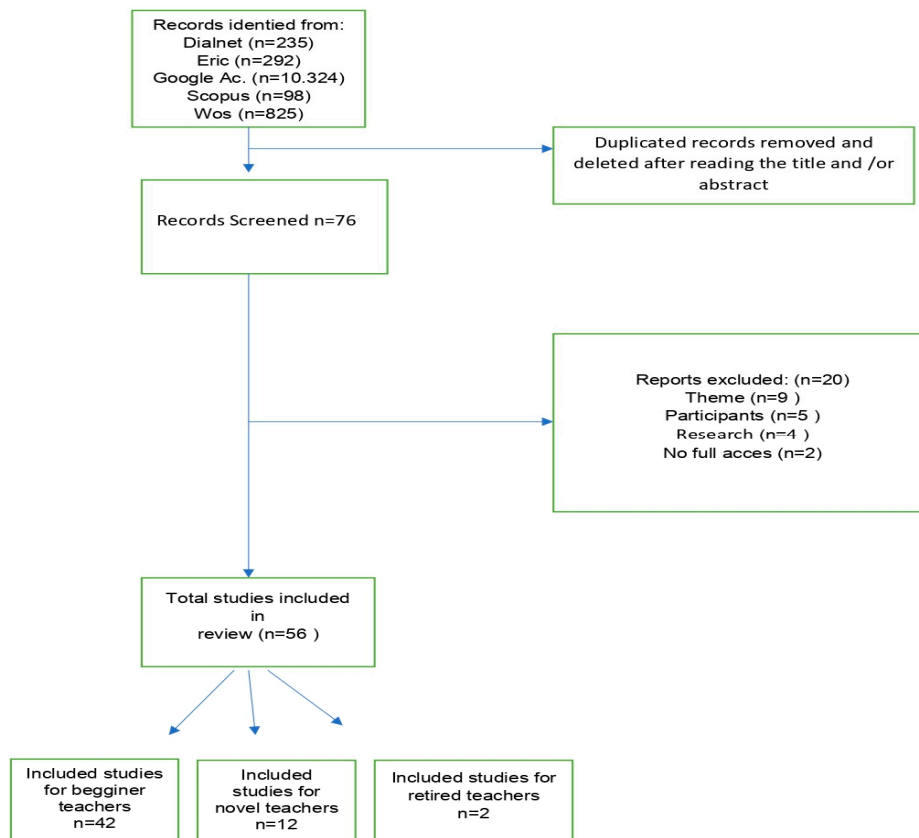 Records identied from:
Dialnet (n=235)
Eric (n=292)
Google Ac. (n=10.324)
Scopus (n=98)
Wos (n=825)
Duplicated records removed and
deleted after reading the title and /or
abstract
Records Screened n=76
Reports excluded: (n=20)
Theme (n=9 )
Participants (n=5 )
Research (n=4 )
No full acces (n=2)
Total studies included
in
review (n=56 )
Included studies
for begginer
teachers
n=42
Included
studies for
novel teachers
n=12
Included studies for
retired teachers
n=2